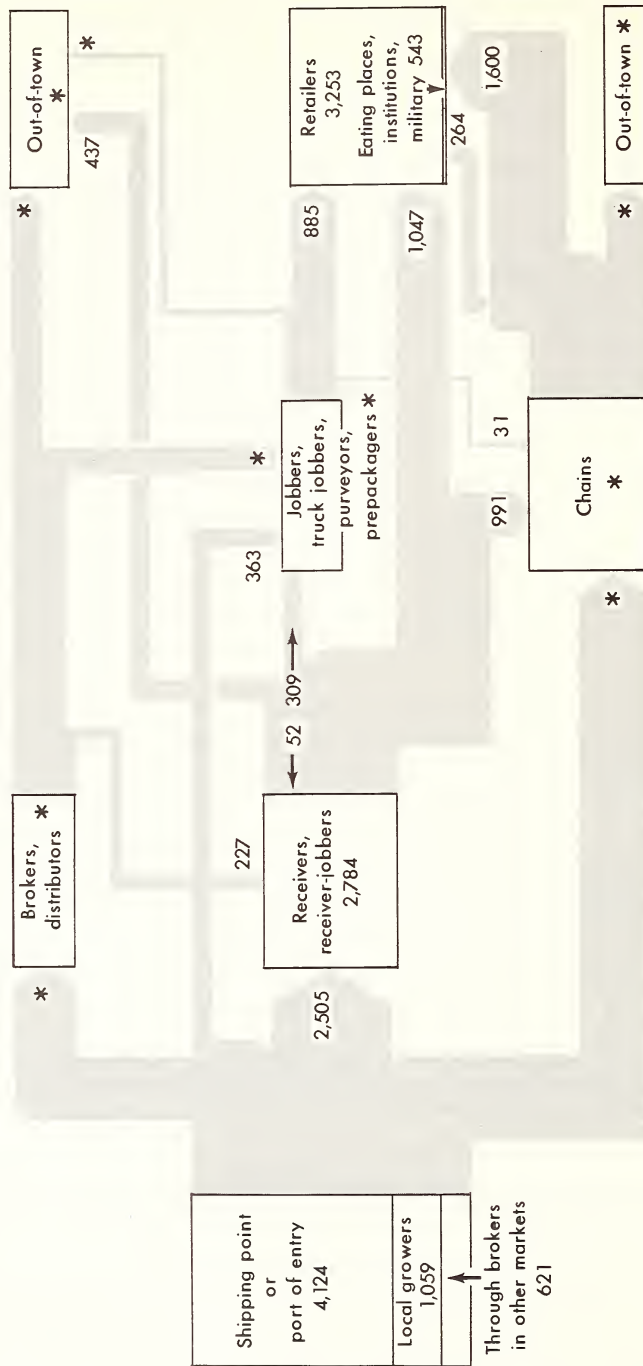 Shipping point
or
port of entry
4,124
Local growers
1,059
Through brokers
in other markets
621
*
Brokers,
distributors *
227
2,505
Receivers,
receiver-jobbers
2,784
52
309
363
*
Jobbers,
truck jobbers,
purveyors,
prepackagers *
991
31
*
Chains
*
*
Out-of-town
*
437
*
885
1,047
Retailers
3,253
Eating places,
institutions,
military 543
264
1,600
*
Out-of-town *